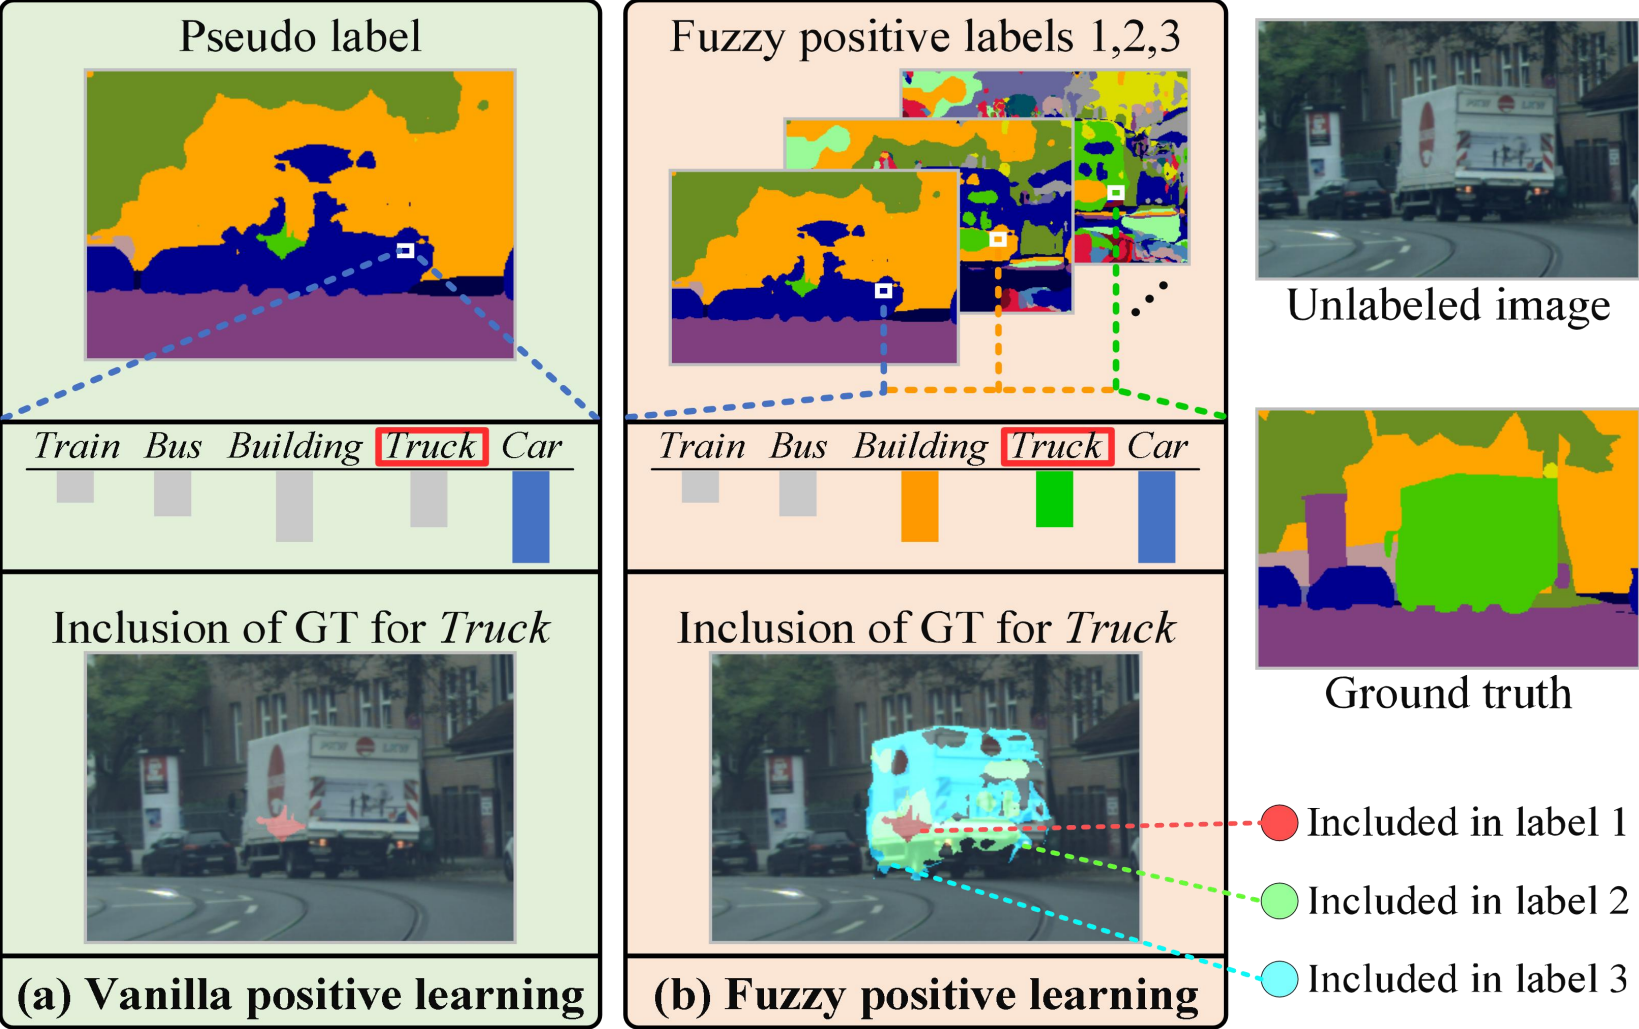 Pseudo label
Train Bus Building Truck Car
Inclusion of GT for Truck
(a) Vanilla positive learning
Fuzzy positive labels 1,2,3
Train Bus Building Truck Car
Inclusion of GT for Truck
(b) Fuzzy positive learning
Unlabeled image
Ground truth
Included in label 1
Included in label 2
Included in label 3